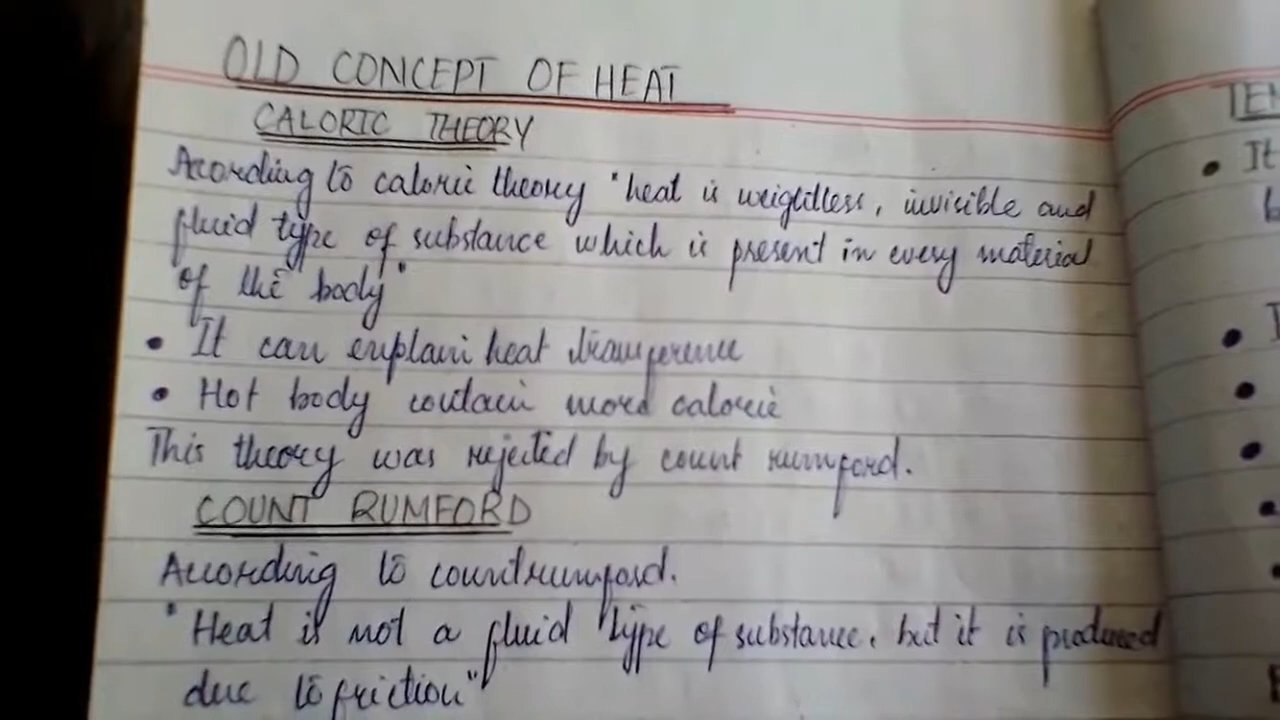 OLD CONCEPT OF HEAT
CALORIC THEORY
According to caloric theory "heat is weightless, invisible and
fluid type of substance which is present in every material
of the body"
• It can explain heat transference
• Hot body contain more caloric
This theory was rejected by count rumford.
COUNT RUMFORD
According to countrumford.
"Heat is not a fluid type of substance, but it is produced
due to friction"
• It